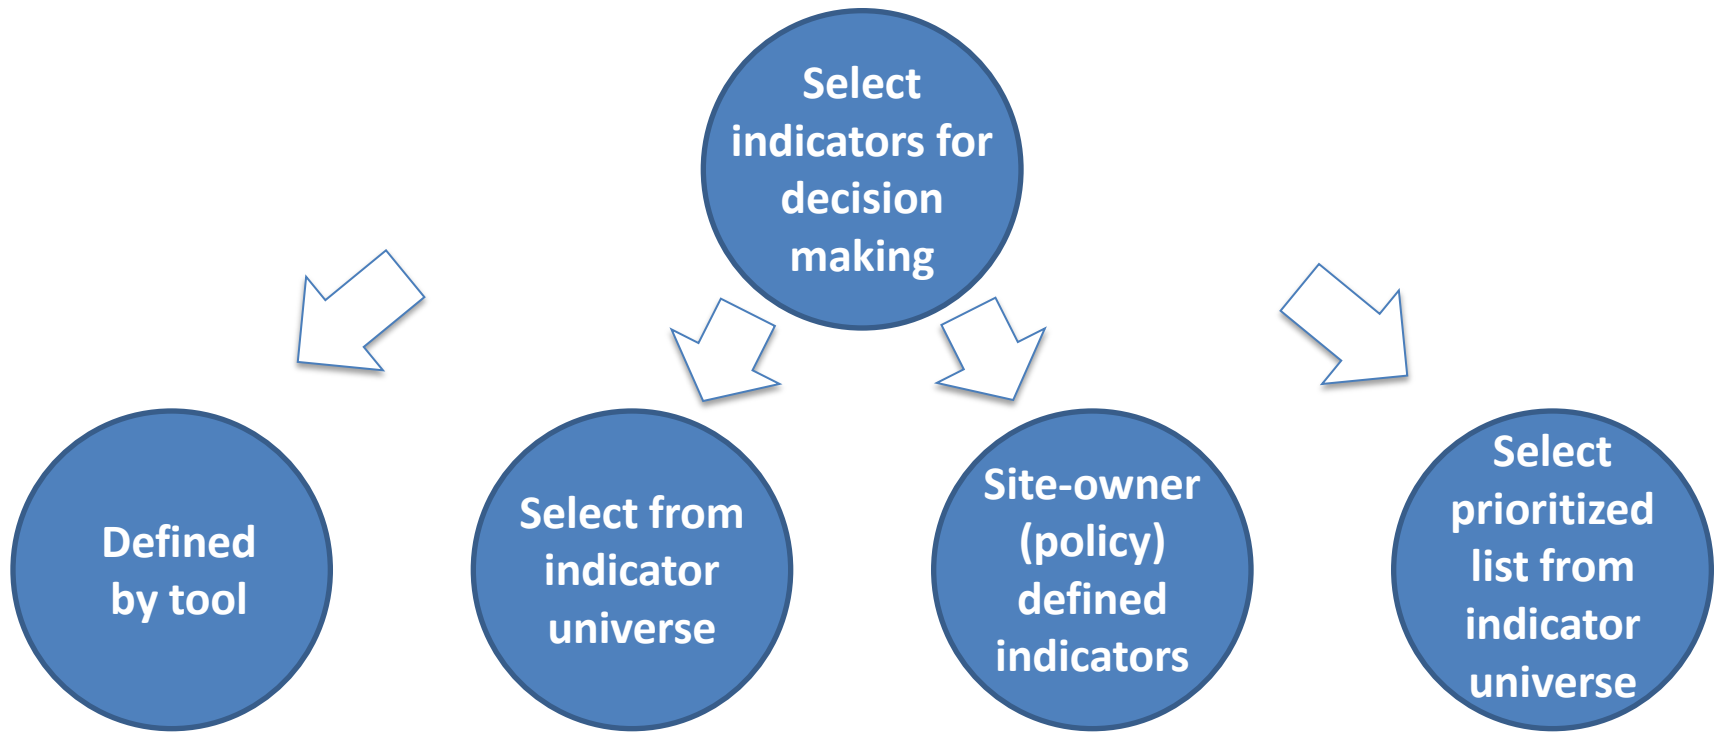 Select
indicators for
decision
making
Defined
by tool
Select from
indicator
universe
Site-owner
(policy)
defined
indicators
Select
prioritized
list from
indicator
universe